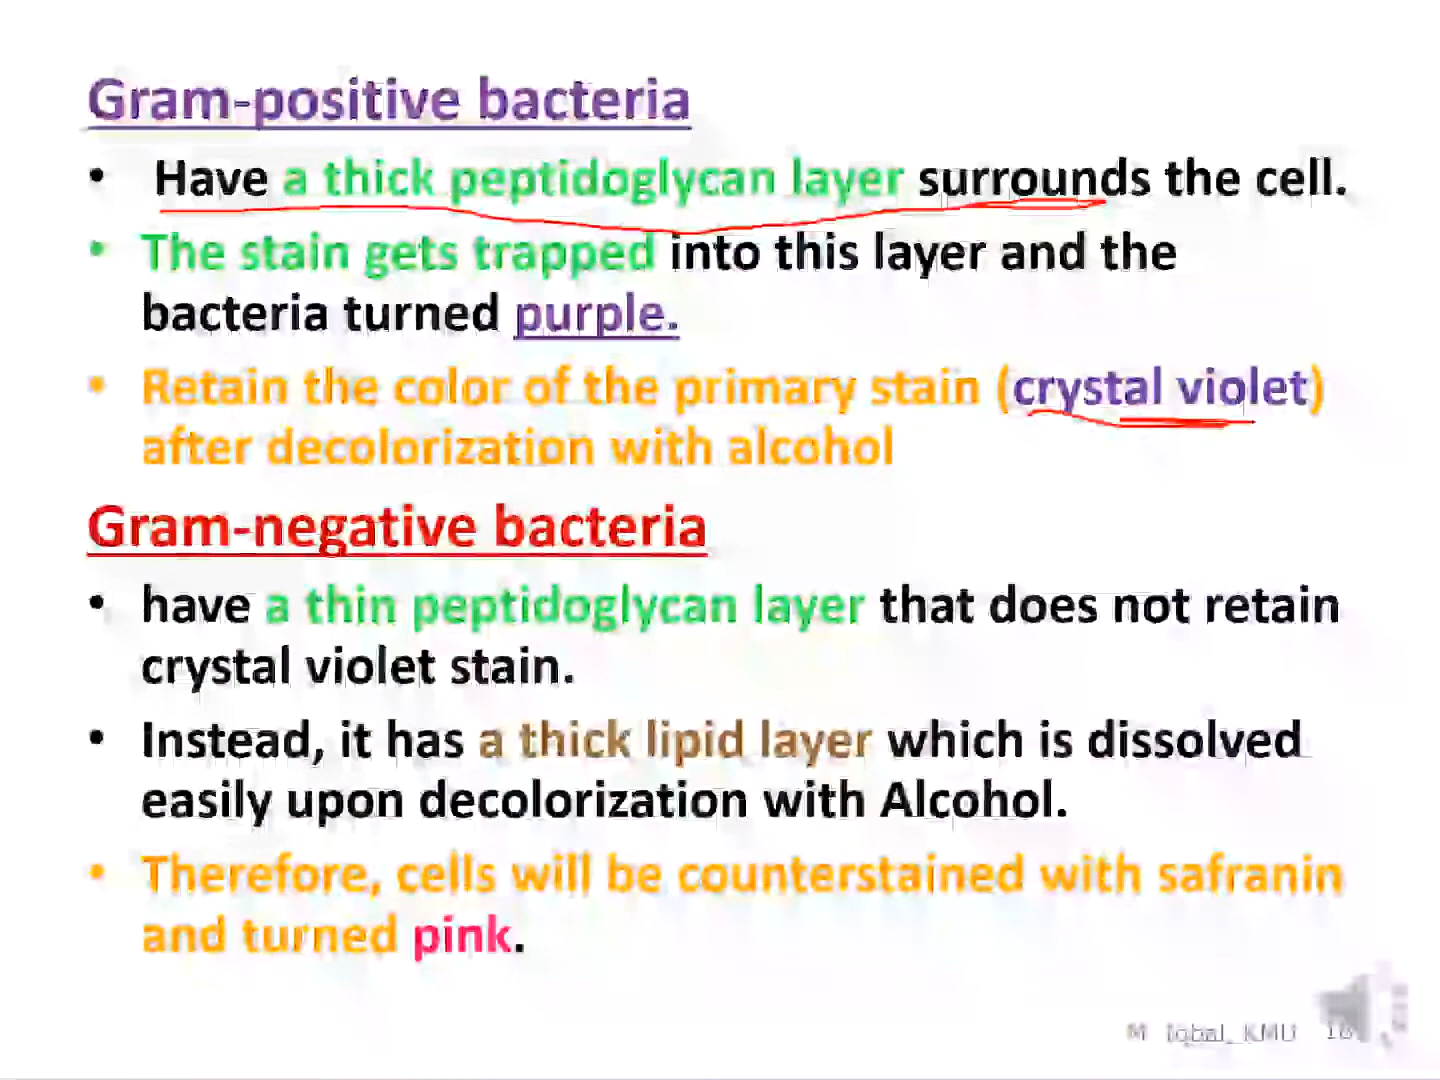 Gram-positive bacteria
• Have a thick peptidoglycan layer surrounds the cell.
• The stain gets trapped into this layer and the
bacteria turned purple.
• Retain the color of the primary stain (crystal violet)
after decolorization with alcohol
Gram-negative bacteria
• have a thin peptidoglycan layer that does not retain
crystal violet stain.
• Instead, it has a thick lipid layer which is dissolved
easily upon decolorization with Alcohol.
• Therefore, cells will be counterstained with safranin
and turned pink.
M Iqbal_KMU